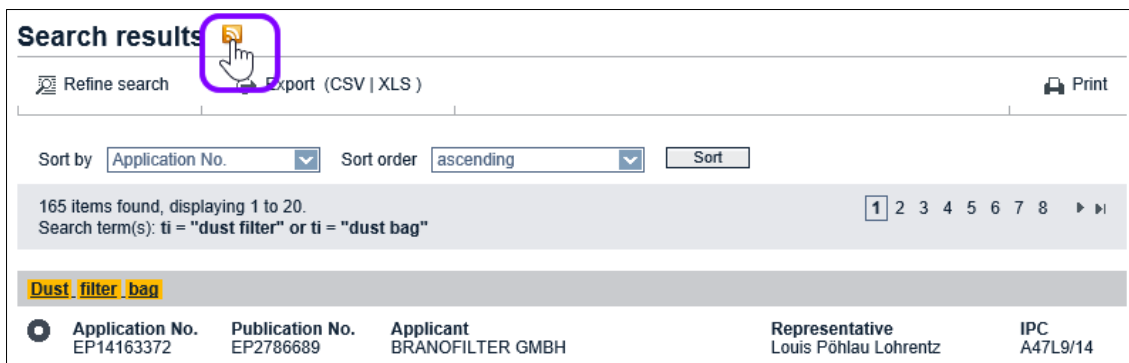 Search results
Refine search Export (CSV | XLS ) Print
Sort by Application No. Sort order ascending Sort
165 items found, displaying 1 to 20. 1 2 3 4 5 6 7 8
Search term(s): ti = "dust filter" or ti = "dust bag"
Dust filter bag
Application No. Publication No. Applicant Representative IPC
EP14163372 EP2786689 BRANOFILTER GMBH Louis Pöhlau Lohrentz A47L9/14